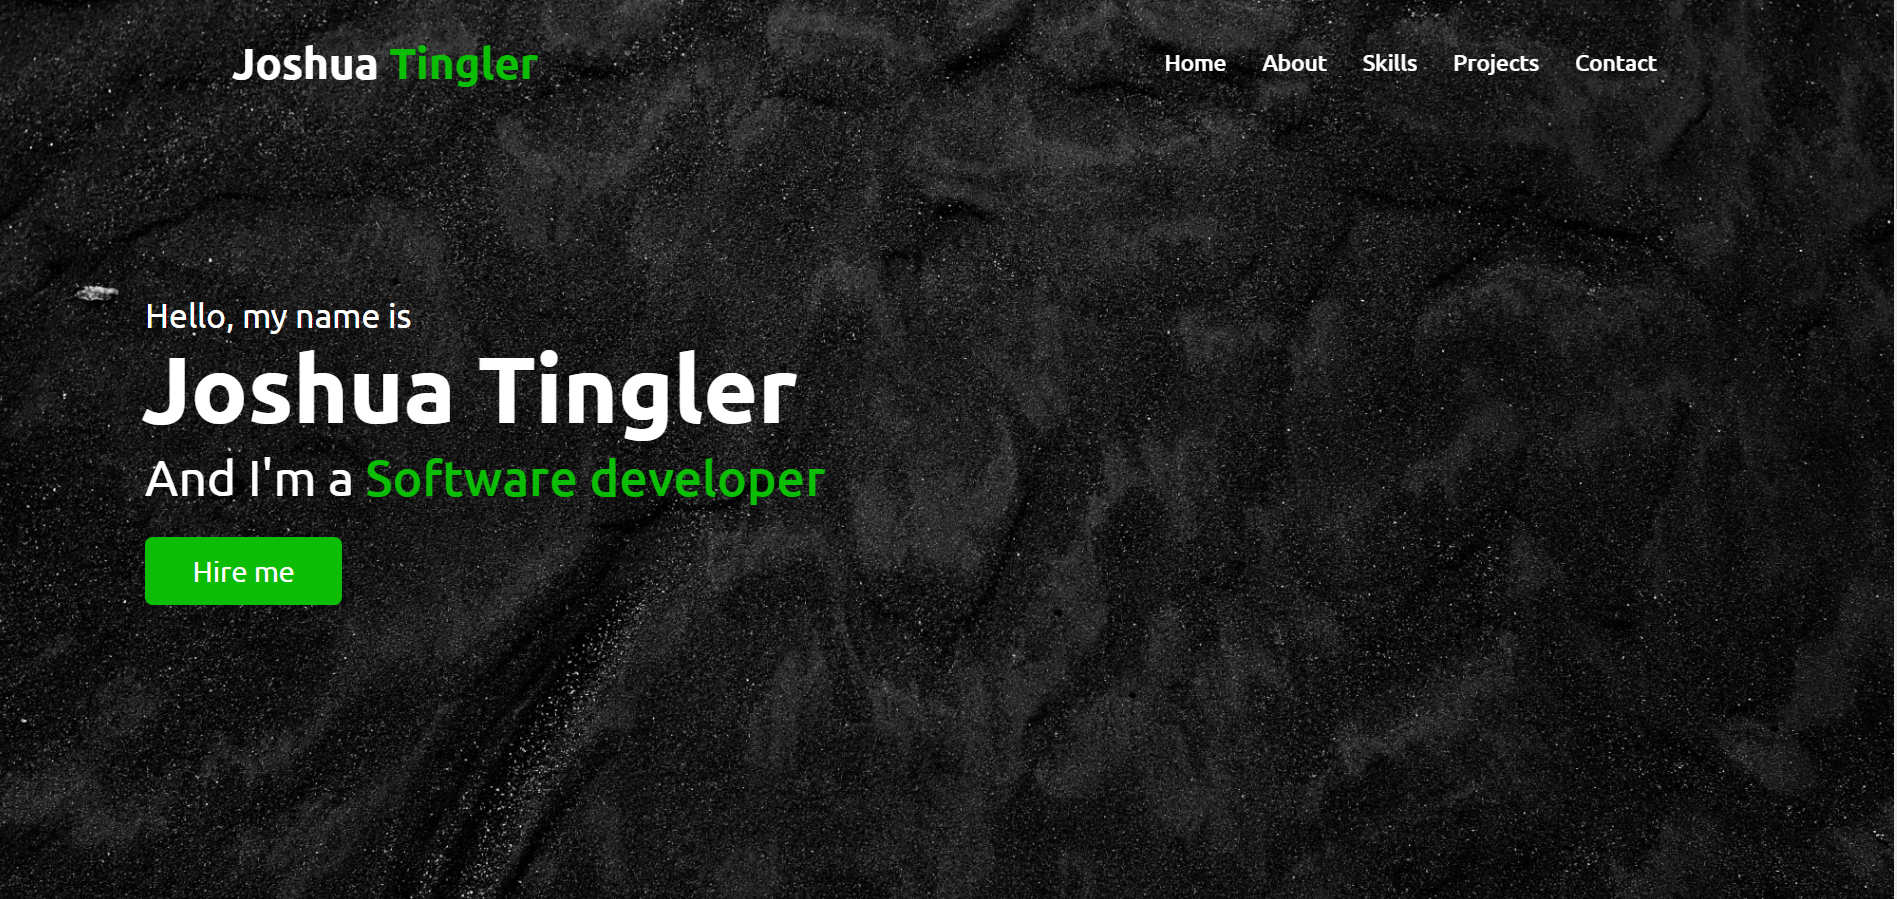 Joshua Tingler
Home About Skills Projects Contact
Hello, my name is
Joshua Tingler
And I'm a Software developer
Hire me